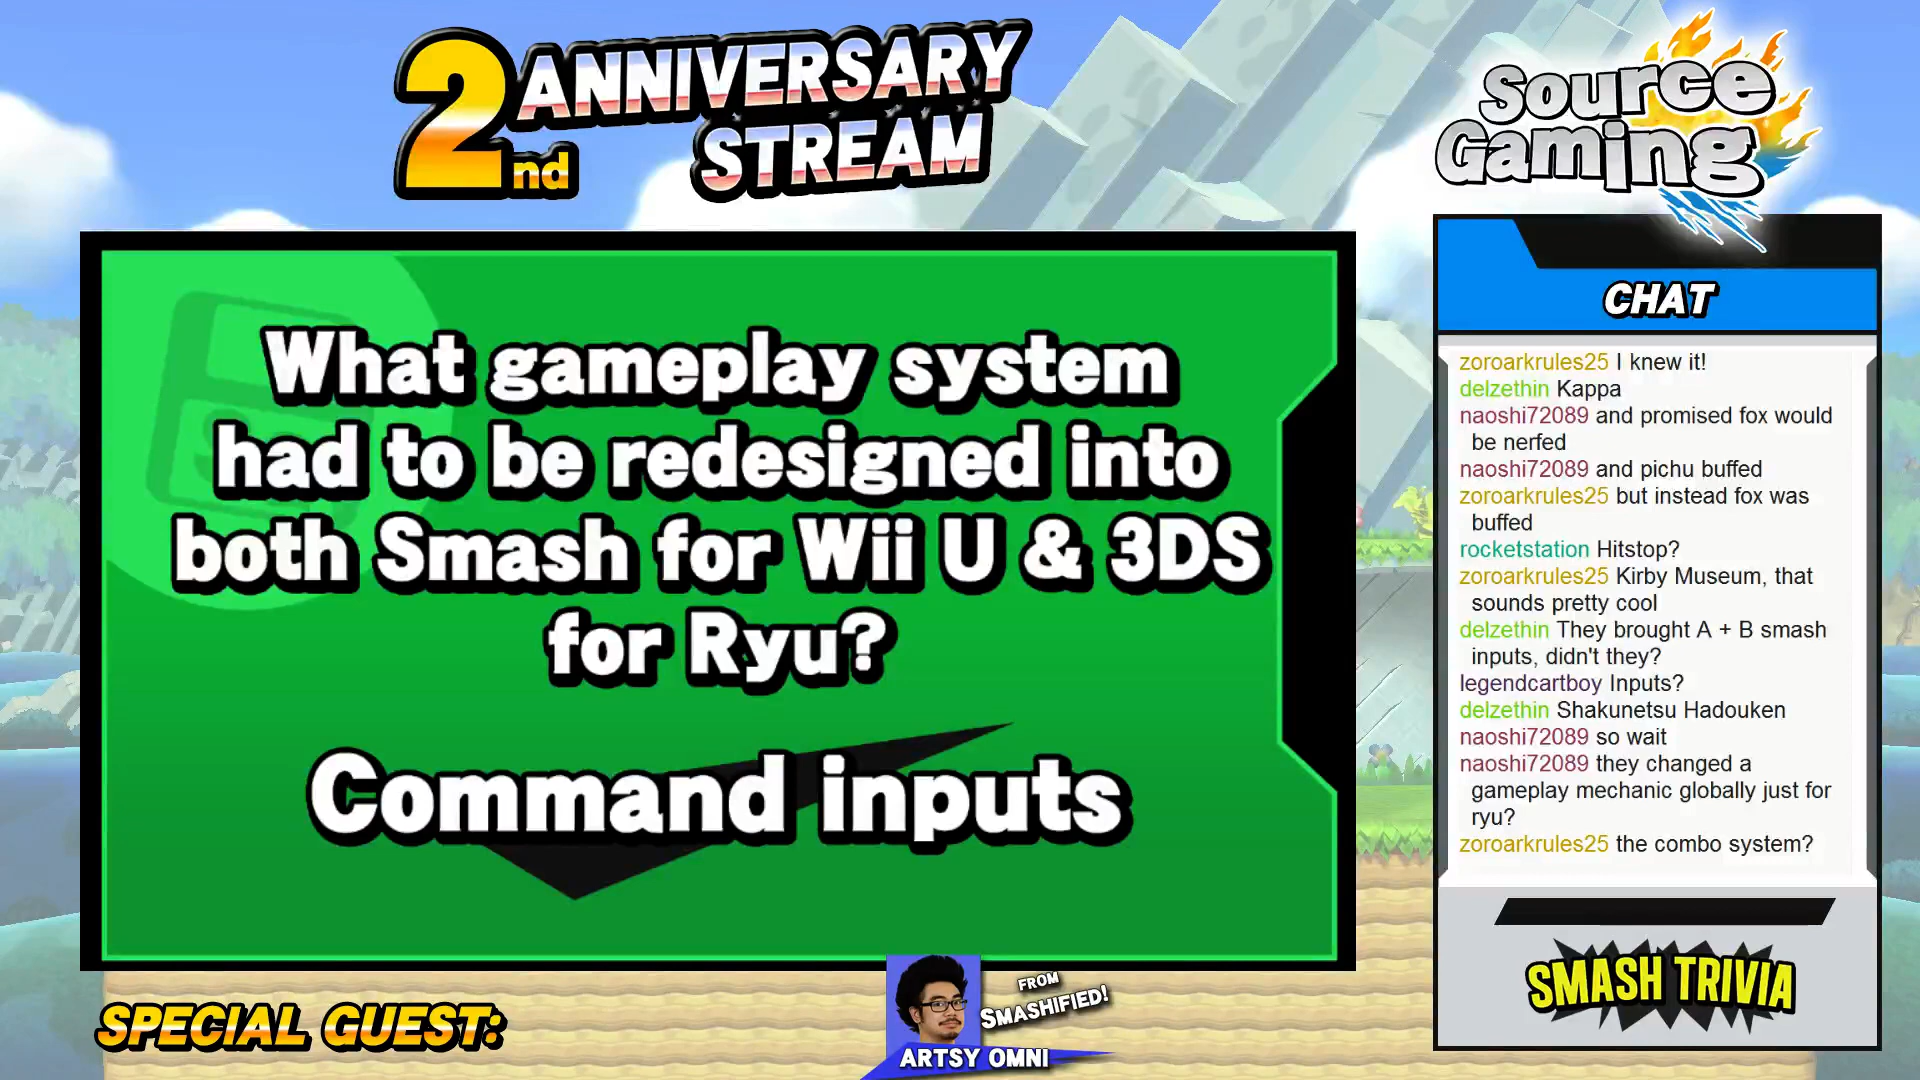 2nd ANNIVERSARY
STREAM
Source
Gaming
What gameplay system
had to be redesigned into
both Smash for Wii U & 3DS
for Ryu?
Command inputs
CHAT
zoroarkrules25 I knew it!
delzethin Kappa
naoshi72089 and promised fox would
be nerfed
naoshi72089 and pichu buffed
zoroarkrules25 but instead fox was
buffed
rocketstation Hitstop?
zoroarkrules25 Kirby Museum, that
sounds pretty cool
delzethin They brought A + B smash
inputs, didn't they?
legendcartboy Inputs?
delzethin Shakunetsu Hadouken
naoshi72089 so wait
naoshi72089 they changed a
gameplay mechanic globally just for
ryu?
zoroarkrules25 the combo system?
SMASH TRIVIA
SPECIAL GUEST:
FROM
SMASHIFIED!
ARTSY OMNI